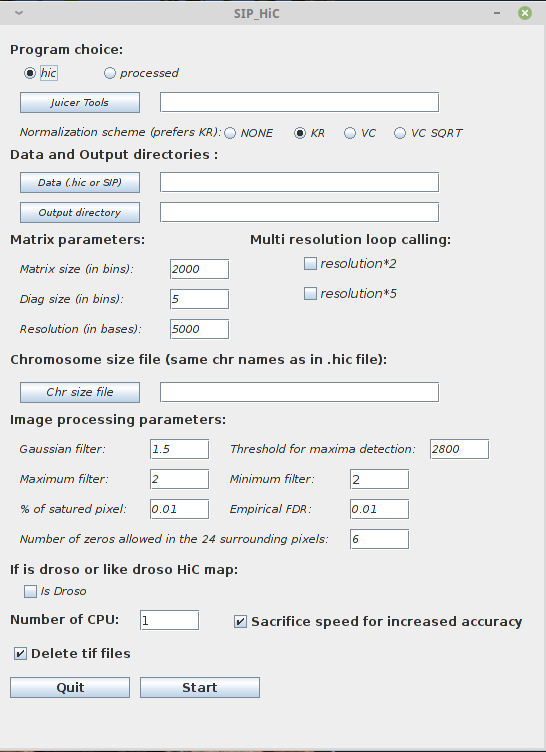 SIP_HiC
Program choice:
hic processed
Juicer Tools
Normalization scheme (prefers KR): NONE KR VC VC SQRT
Data and Output directories :
Data (.hic or SIP)
Output directory
Matrix parameters: Multi resolution loop calling:
Matrix size (in bins): 2000 resolution*2
Diag size (in bins): 5 resolution*5
Resolution (in bases): 5000
Chromosome size file (same chr names as in .hic file):
Chr size file
Image processing parameters:
Gaussian filter: 1.5 Threshold for maxima detection: 2800
Maximum filter: 2 Minimum filter: 2
% of satured pixel: 0.01 Empirical FDR: 0.01
Number of zeros allowed in the 24 surrounding pixels: 6
If is droso or like droso HiC map:
Is Droso
Number of CPU: 1 Sacrifice speed for increased accuracy
Delete tif files
Quit Start